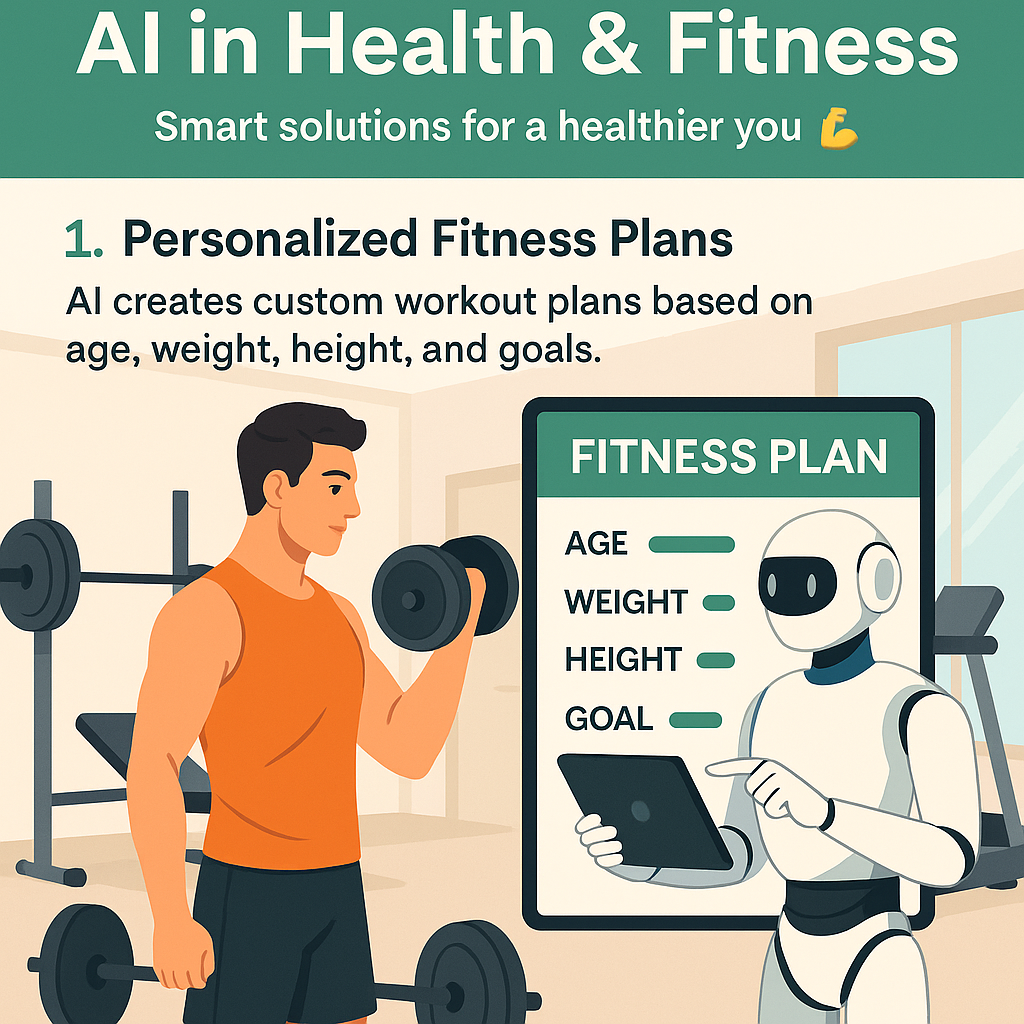 AI in Health & Fitness
Smart solutions for a healthier you 💪
1. Personalized Fitness Plans
AI creates custom workout plans based on
age, weight, height, and goals.
FITNESS PLAN
AGE
WEIGHT
HEIGHT
GOAL